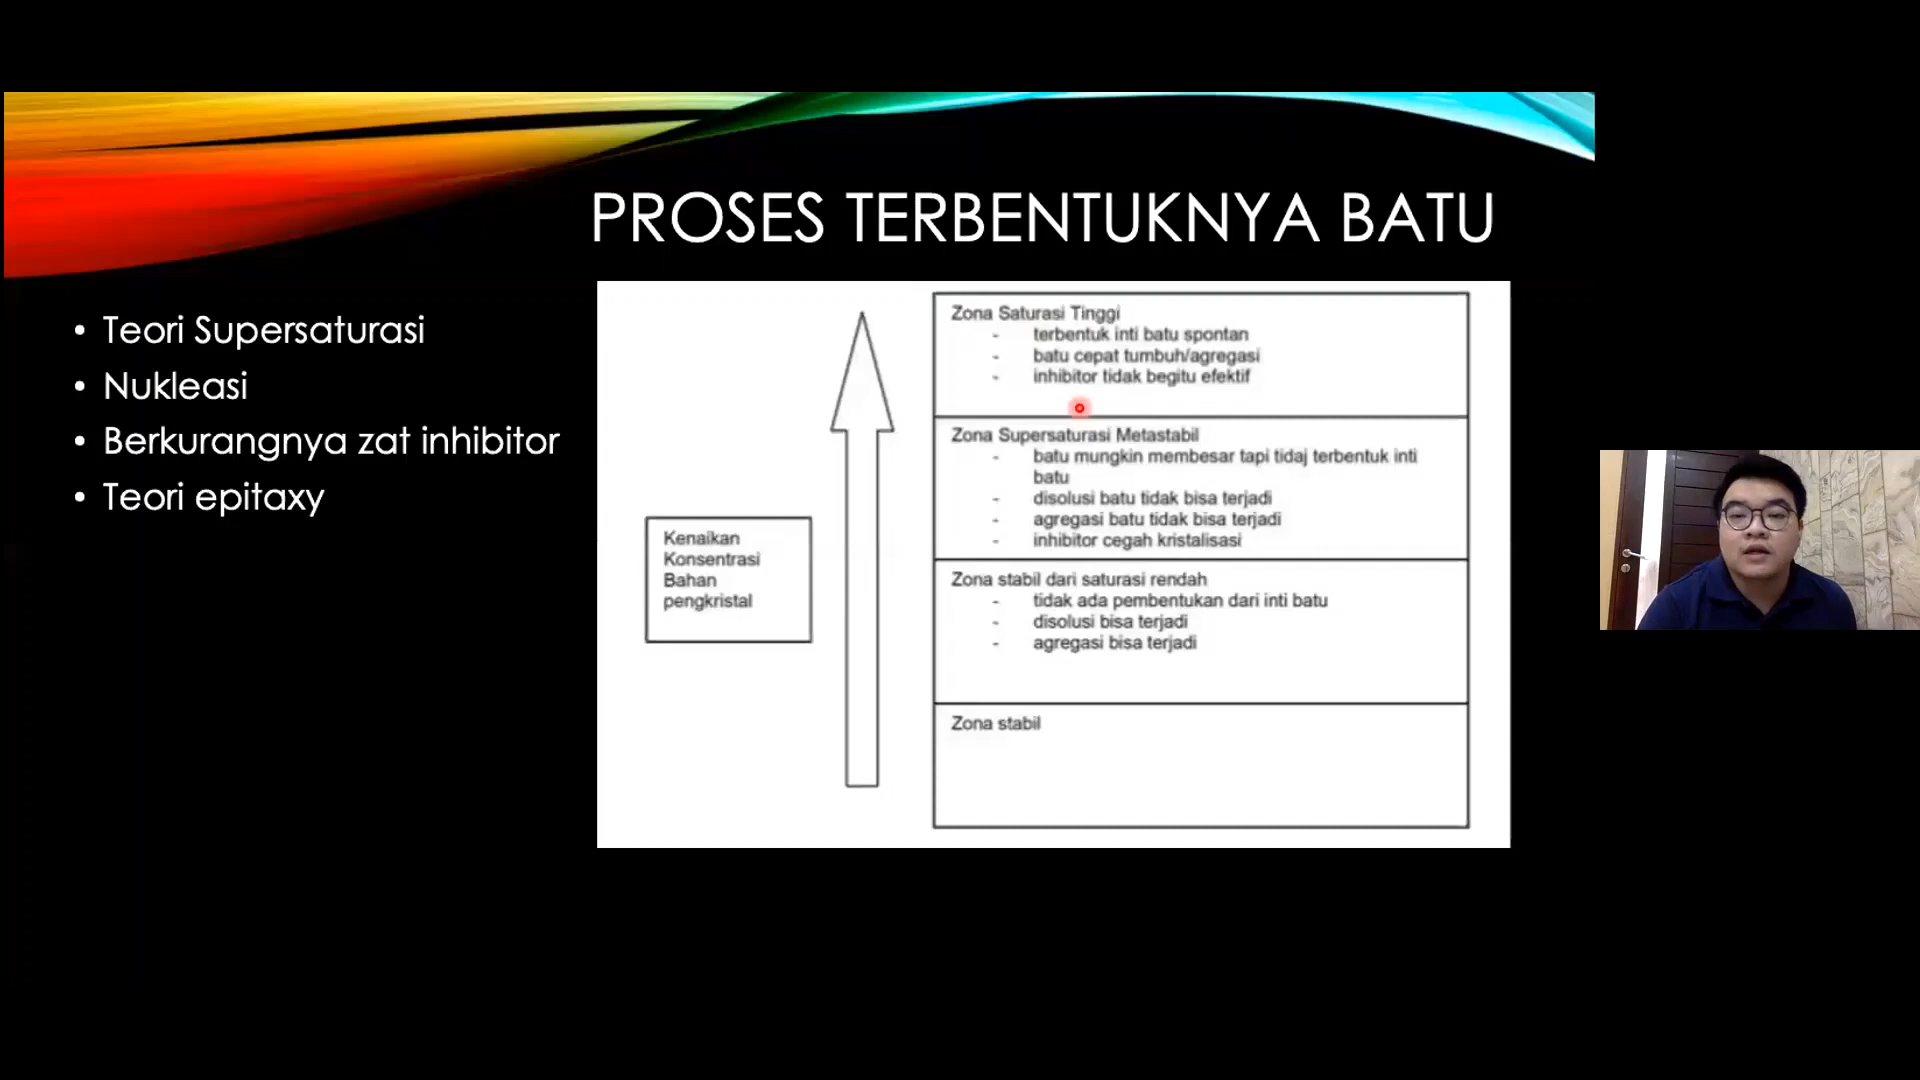 PROSES TERBENTUKNYA BATU
• Teori Supersaturasi
• Nukleasi
• Berkurangnya zat inhibitor
• Teori epitaxy
Kenaikan
Konsentrasi
Bahan
pengkristal
Zona Saturasi Tinggi
- terbentuk inti batu spontan
- batu cepat tumbuh/agregasi
- inhibitor tidak begitu efektif
Zona Supersaturasi Metastabil
- batu mungkin membesar tapi tidaj terbentuk inti
batu
- disolusi batu tidak bisa terjadi
- agregasi batu tidak bisa terjadi
- inhibitor cegah kristalisasi
Zona stabil dari saturasi rendah
- tidak ada pembentukan dari inti batu
- disolusi bisa terjadi
- agregasi bisa terjadi
Zona stabil